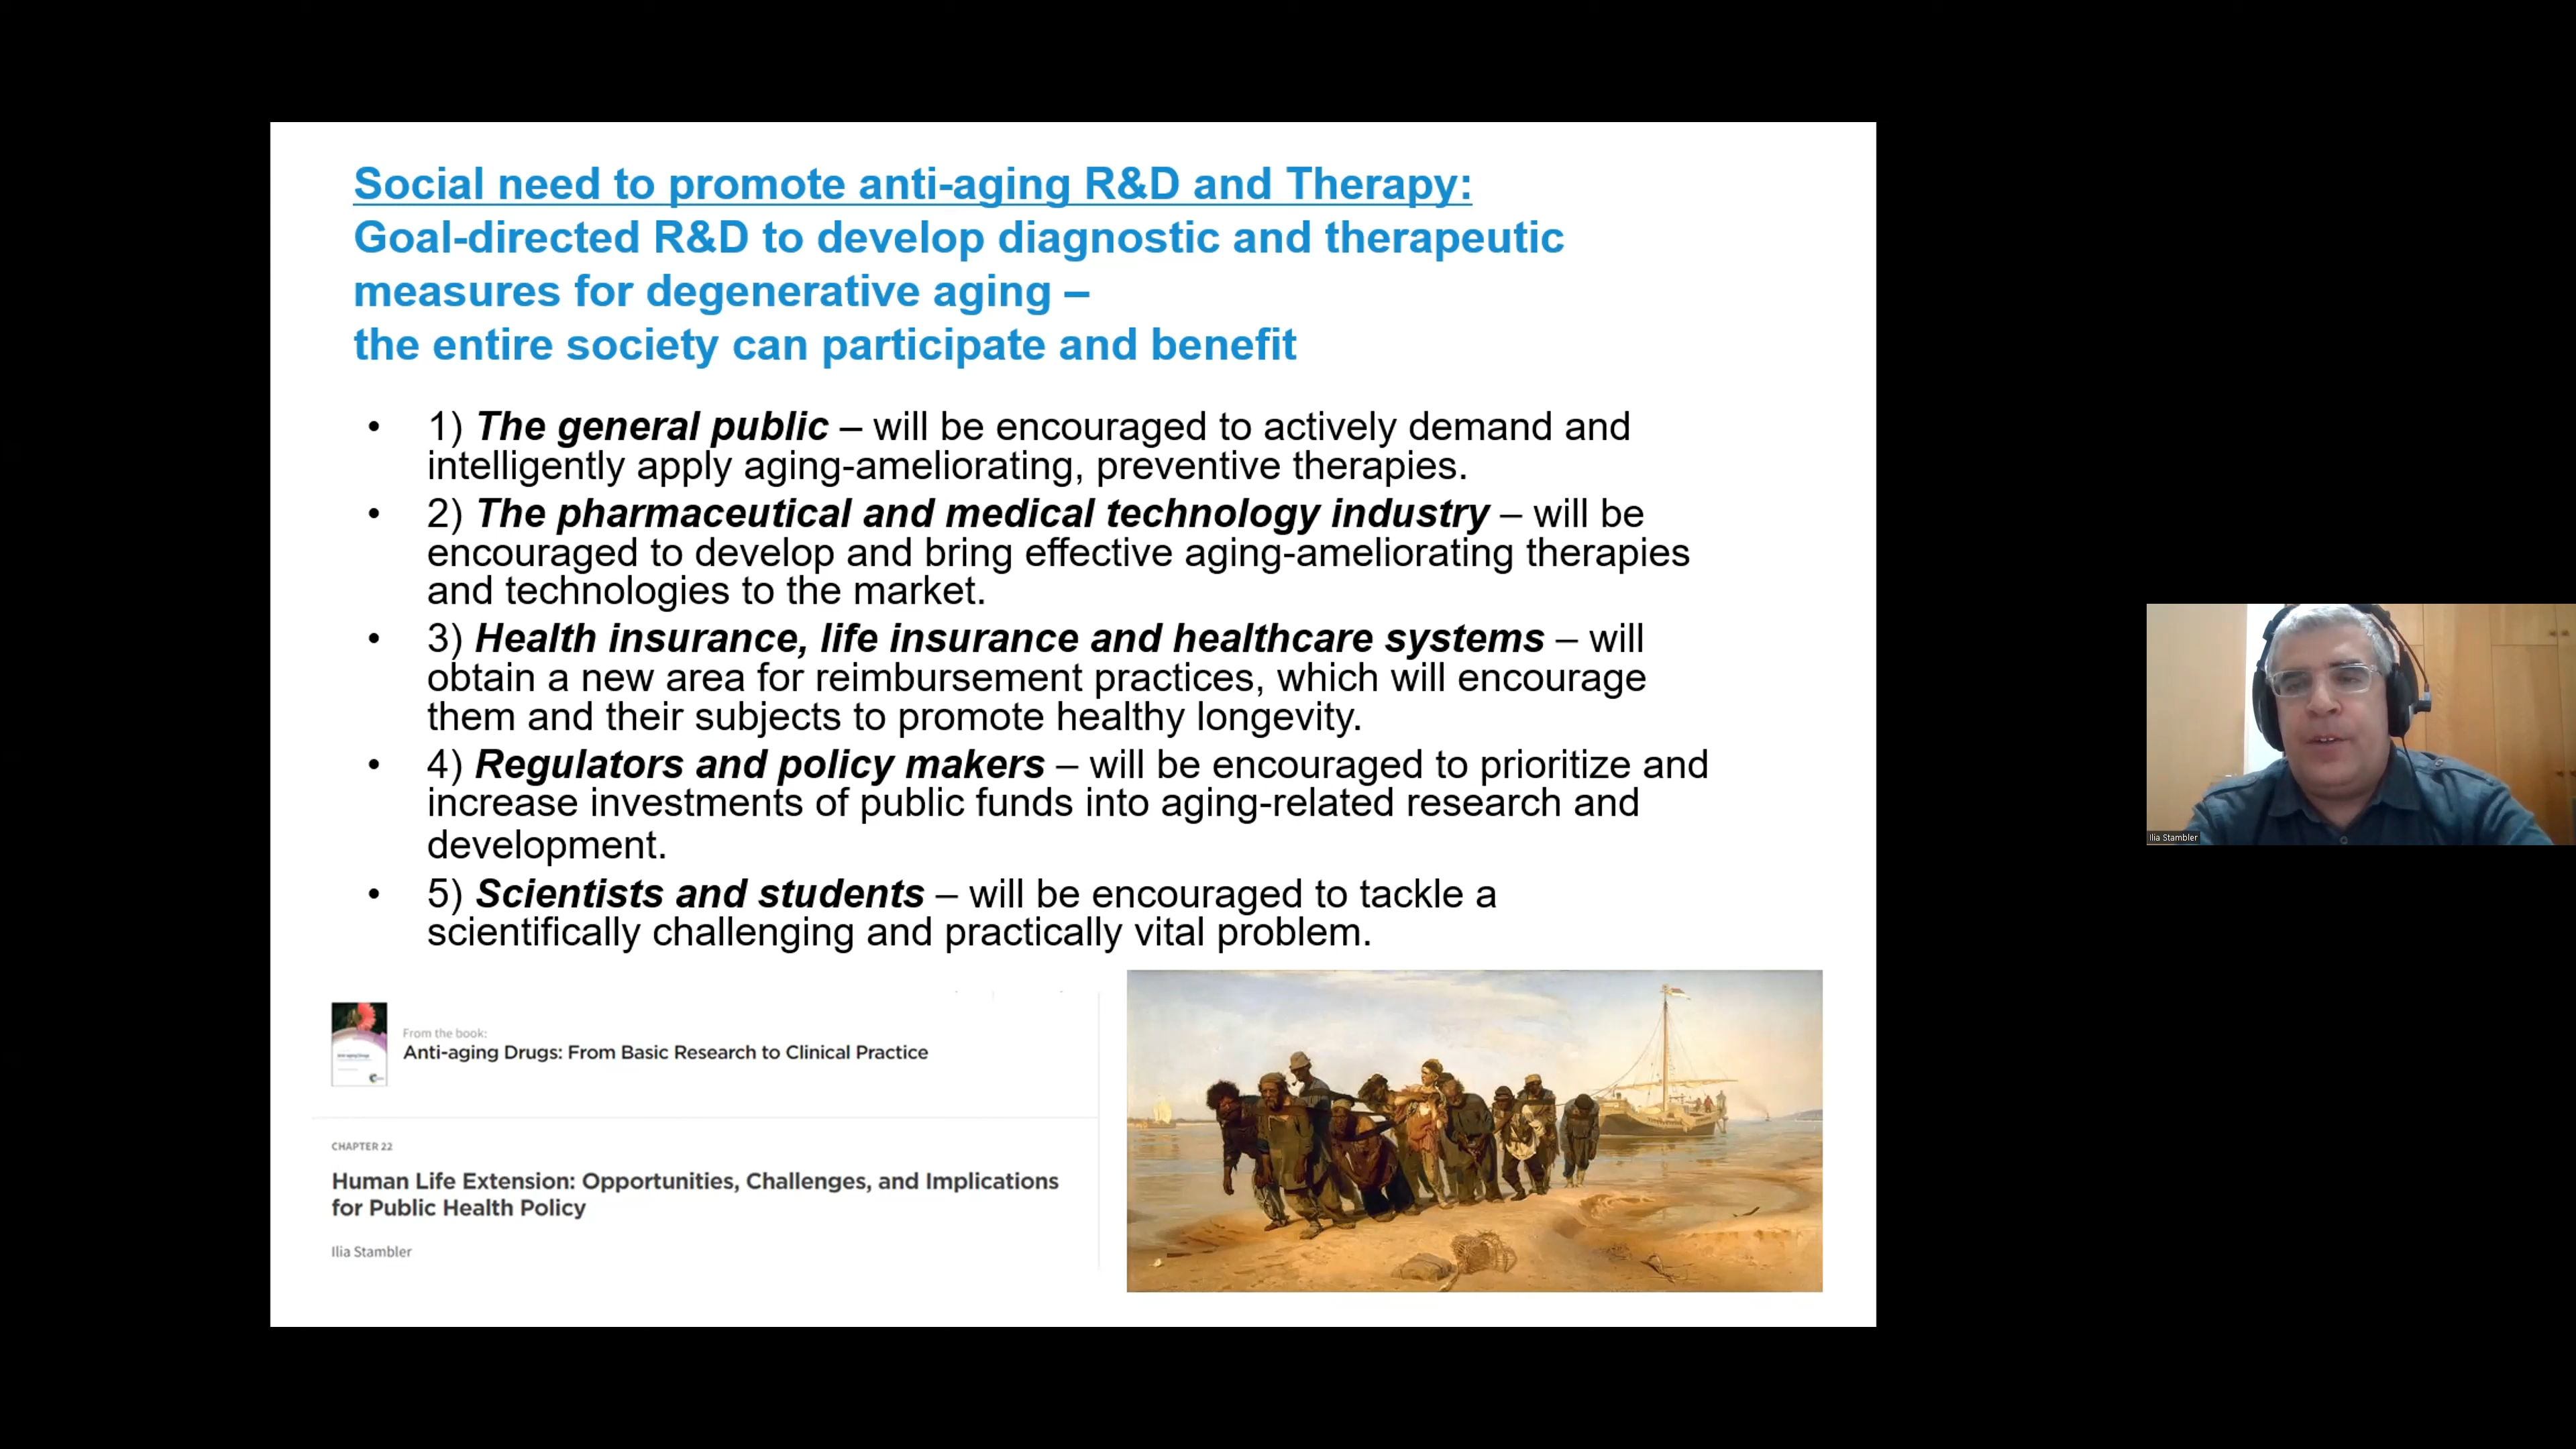 Social need to promote anti-aging R&D and Therapy:
Goal-directed R&D to develop diagnostic and therapeutic
measures for degenerative aging –
the entire society can participate and benefit
• 1) The general public – will be encouraged to actively demand and
intelligently apply aging-ameliorating, preventive therapies.
• 2) The pharmaceutical and medical technology industry – will be
encouraged to develop and bring effective aging-ameliorating therapies
and technologies to the market.
• 3) Health insurance, life insurance and healthcare systems – will
obtain a new area for reimbursement practices, which will encourage
them and their subjects to promote healthy longevity.
• 4) Regulators and policy makers – will be encouraged to prioritize and
increase investments of public funds into aging-related research and
development.
• 5) Scientists and students – will be encouraged to tackle a
scientifically challenging and practically vital problem.
From the book:
Anti-aging Drugs: From Basic Research to Clinical Practice
CHAPTER 22
Human Life Extension: Opportunities, Challenges, and Implications
for Public Health Policy
Ilia Stambler
Ilia Stambler